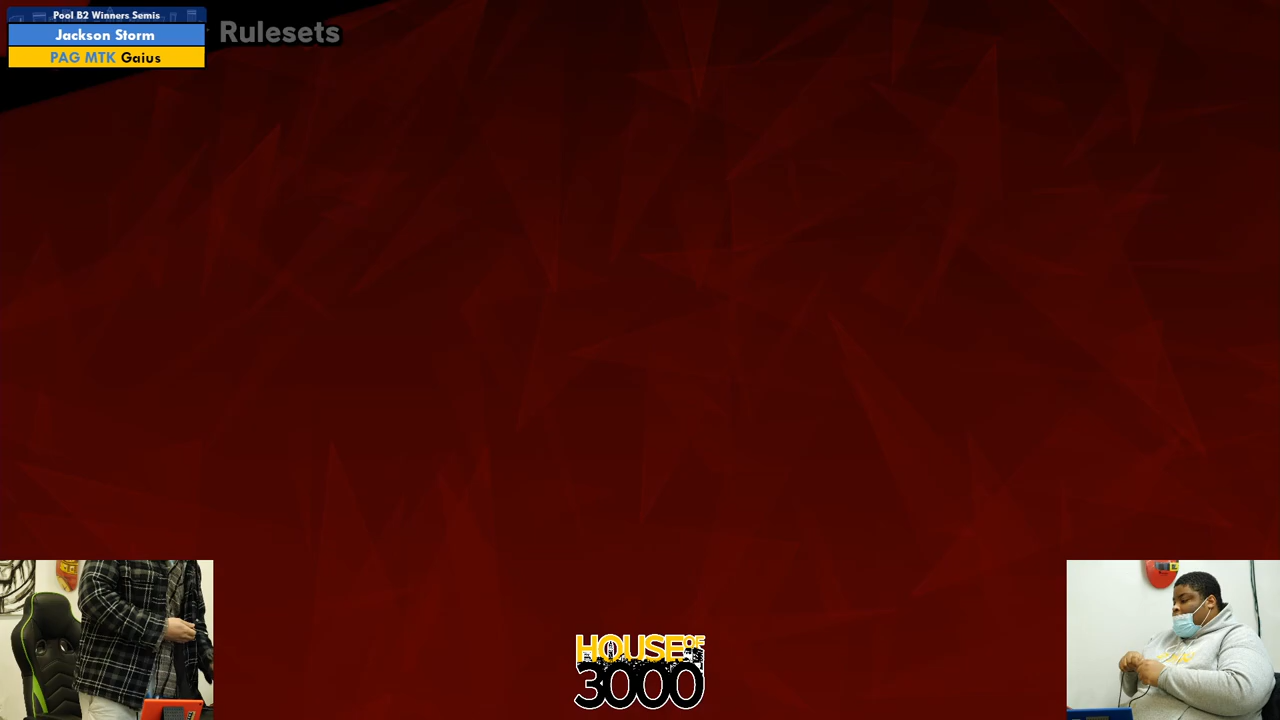 Pool B2 Winners Semis
Jackson Storm
PAG MTK Gaius
Rulesets
HOUSE OF
3000